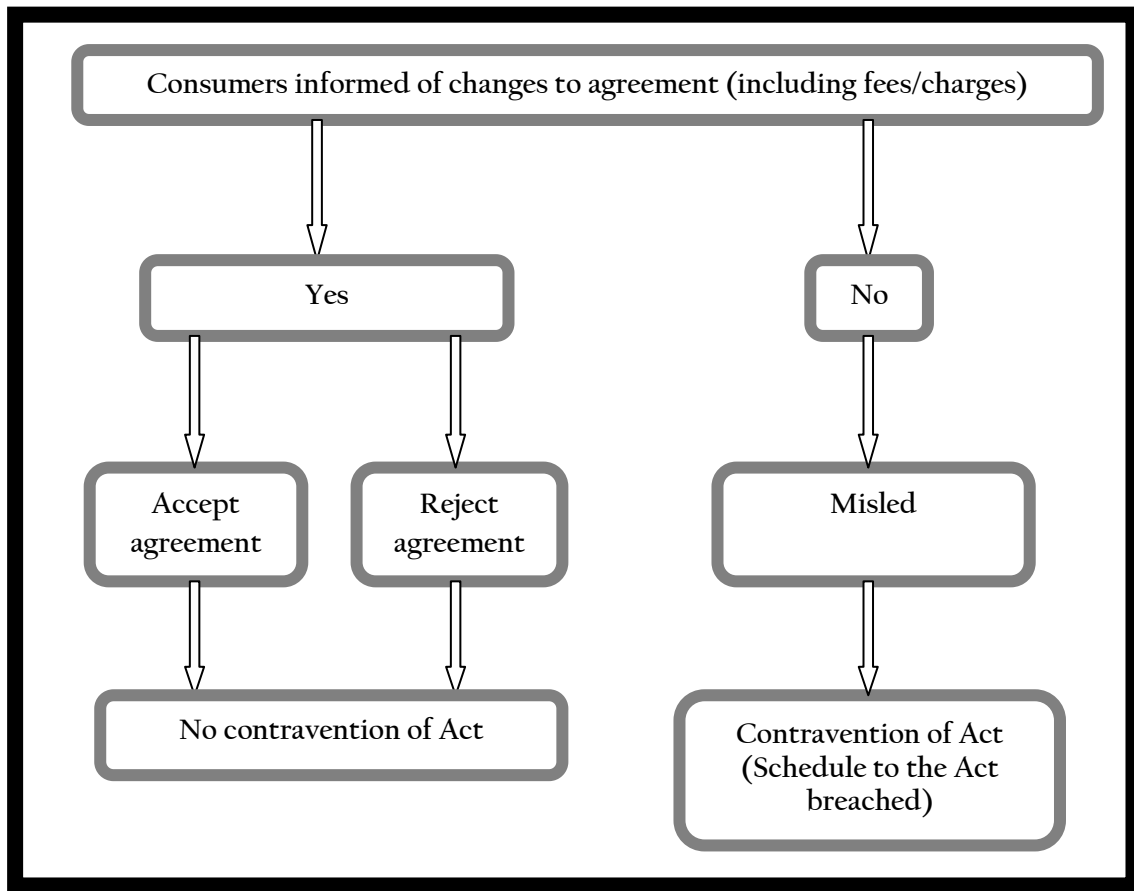 Consumers informed of changes to agreement (including fees/charges)
Yes
No
Accept
agreement
Reject
agreement
Misled
No contravention of Act
Contravention of Act
(Schedule to the Act
breached)